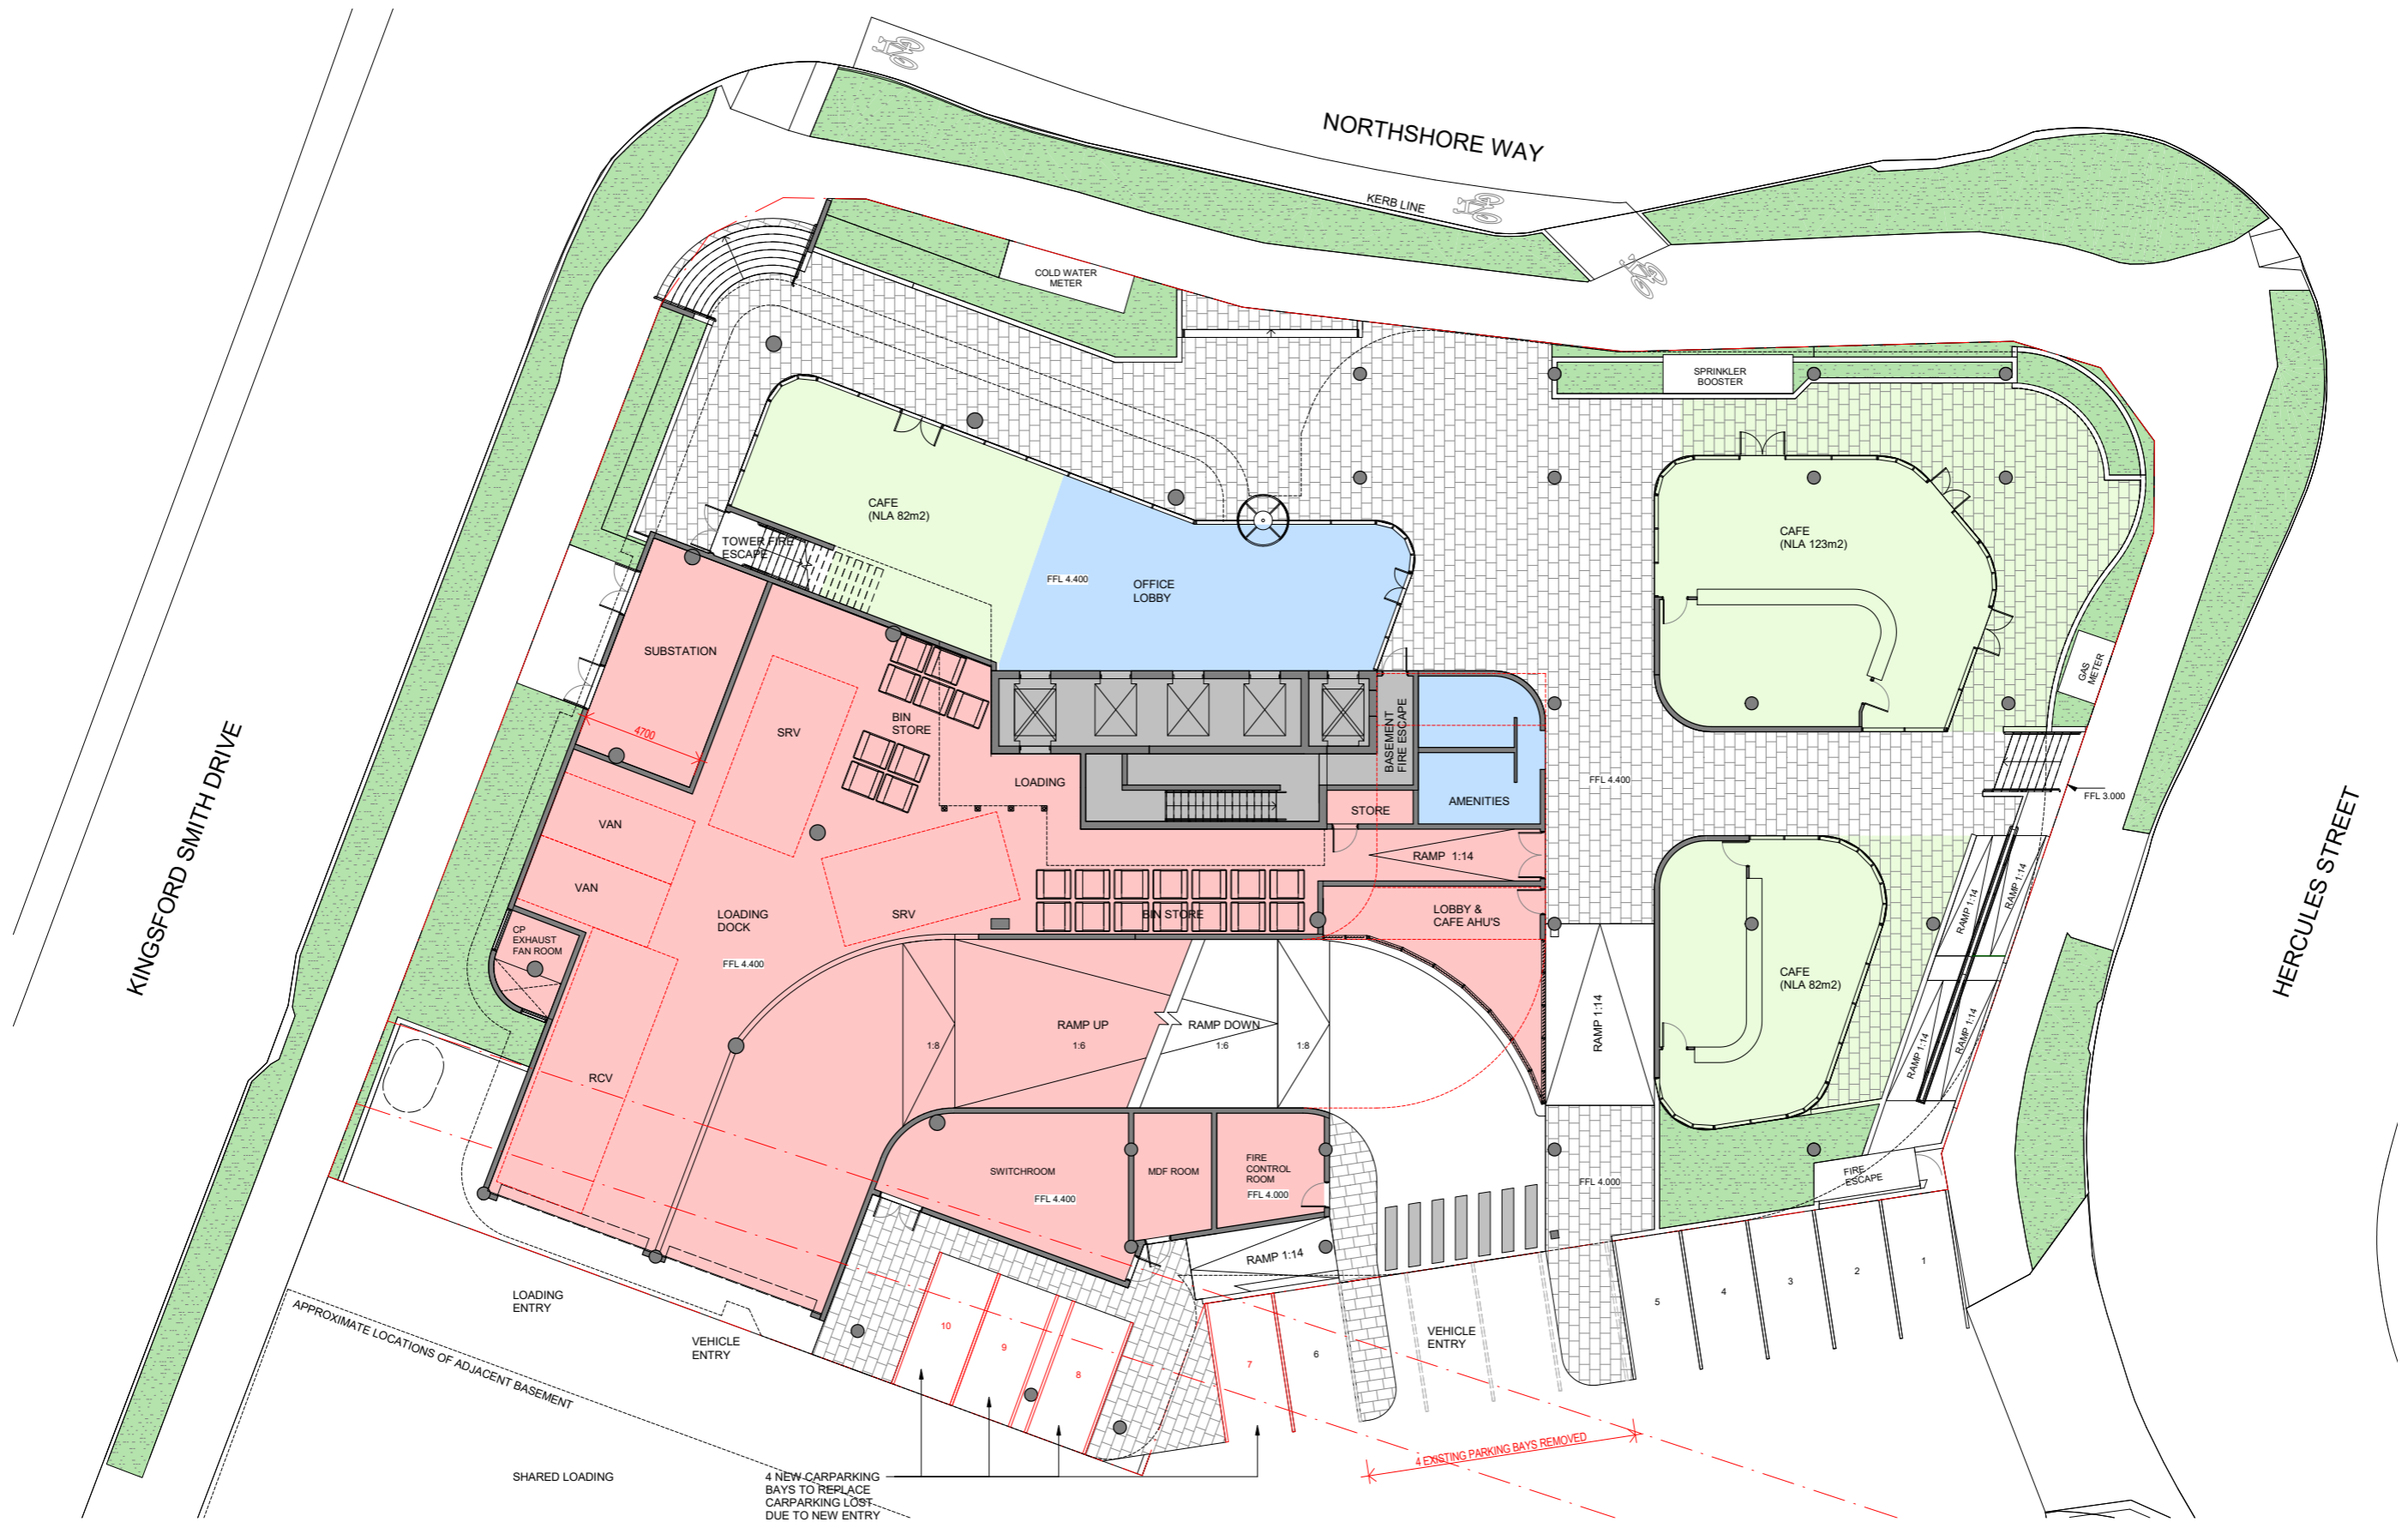 NORTHSHORE WAY
KERB LINE
COLD WATER
METER
SPRINKLER
BOOSTER
CAFE
(NLA 82m2)
TOWER FIRE
ESCAPE
FFL 4.400
OFFICE
LOBBY
CAFE
(NLA 123m2)
GAS
METER
SUBSTATION
4700
SRV
BIN
STORE
LOADING
BASEMENT
FIRE ESCAPE
STORE
AMENITIES
FFL 4.400
FFL 3.000
KINGSFORD SMITH DRIVE
HERCULES STREET
VAN
VAN
LOADING
DOCK
FFL 4.400
SRV
BIN STORE
RAMP 1:14
LOBBY &
CAFE AHU'S
CP
EXHAUST
FAN ROOM
RAMP 1:14
RAMP 1:14
RAMP 1:14
RAMP 1:14
CAFE
(NLA 82m2)
RAMP 1:14
RCV
1:8
RAMP UP
1:6
RAMP DOWN
1:6
1:8
SWITCHROOM
FFL 4.400
MDF ROOM
FIRE
CONTROL
ROOM
FFL 4.000
FFL 4.000
FIRE
ESCAPE
RAMP 1:14
LOADING
ENTRY
VEHICLE
ENTRY
10
9
8
7
6
VEHICLE
ENTRY
5
4
3
2
1
APPROXIMATE LOCATIONS OF ADJACENT BASEMENT
4 EXISTING PARKING BAYS REMOVED
SHARED LOADING
4 NEW CARPARKING
BAYS TO REPLACE
CARPARKING LOST
DUE TO NEW ENTRY